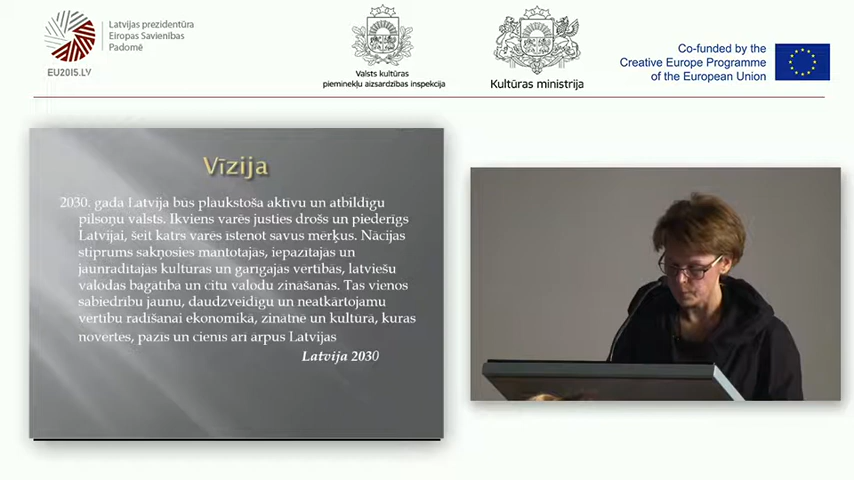 Latvijas prezidentūra
Eiropas Savienības
Padomē
EU2015.LV
Valsts kultūras
pieminekļu aizsardzības inspekcija
Kultūras ministrija
Co-funded by the
Creative Europe Programme
of the European Union
Vīzija
2030. gadā Latvija būs plaukstoša aktīvu un atbildīgu
pilsoņu valsts. Ikviens varēs justies drošs un piederīgs
Latvijai, šeit katrs varēs īstenot savus mērķus. Nācijas
stiprums sakņosies mantotajās, iepazītajās un
jaunradītajās kultūras un garīgajās vērtībās, latviešu
valodas bagātībā un citu valodu zināšanās. Tas vienos
sabiedrību jaunu, daudzveidīgu un neatkārtojamu
vērtību radīšanai ekonomikā, zinātnē un kultūrā, kuras
novērtēs, pazīs un cienīs arī ārpus Latvijas
Latvija 2030